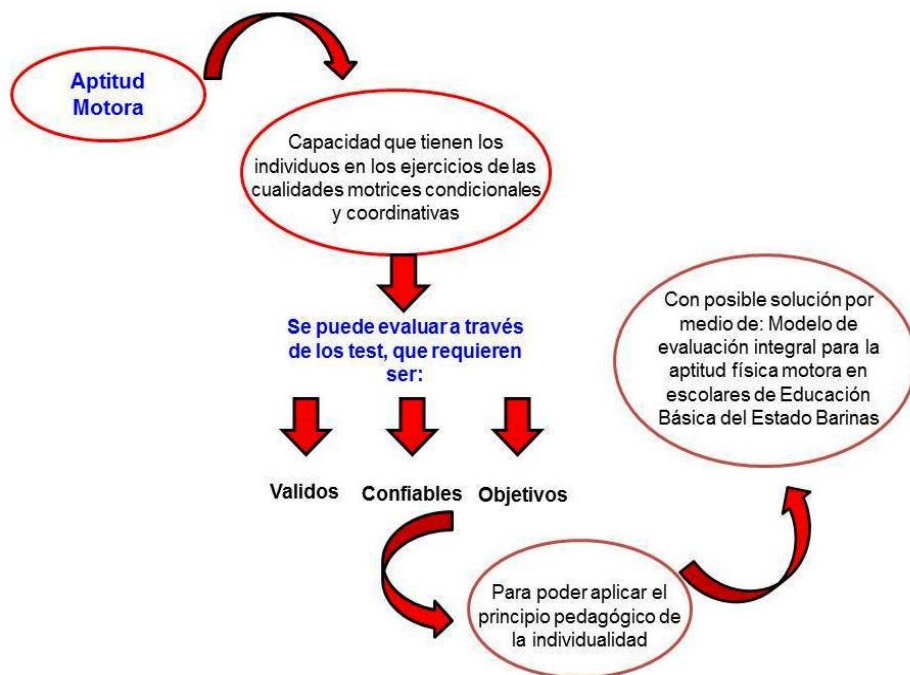 Aptitud
Motora
Capacidad que tienen los
individuos en los ejercicios de las
cualidades motrices condicionales
y coordinativas
Se puede evaluar a través
de los test, que requieren
ser:
Validos
Confiables
Objetivos
Para poder aplicar el
principio pedagógico de
la individualidad
Con posible solución por
medio de: Modelo de
evaluación integral para la
aptitud física motora en
escolares de Educación
Básica del Estado Barinas